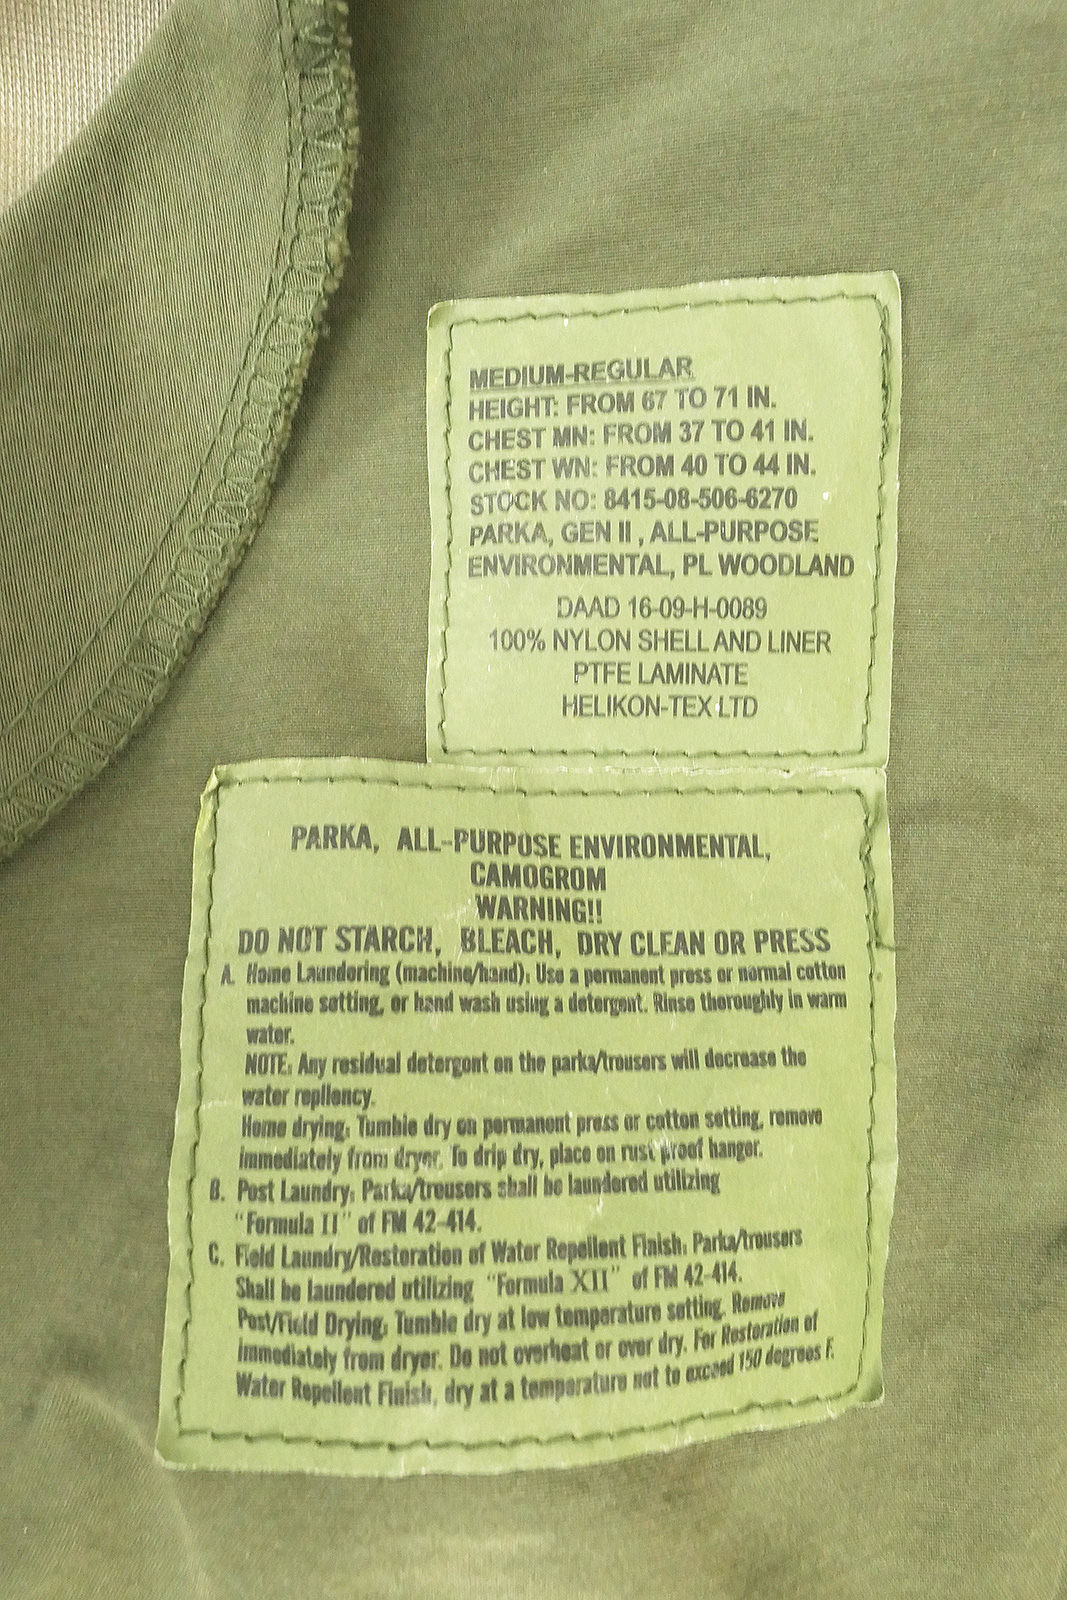 MEDIUM-REGULAR
HEIGHT: FROM 67 TO 71 IN.
CHEST MN: FROM 37 TO 41 IN.
CHEST WN: FROM 40 TO 44 IN.
STOCK NO: 8415-08-506-6270
PARKA, GEN II , ALL-PURPOSE
ENVIRONMENTAL, PL WOODLAND
DAAD 16-09-H-0089
100% NYLON SHELL AND LINER
PTFE LAMINATE
HELIKON-TEX LTD
PARKA, ALL-PURPOSE ENVIRONMENTAL,
CAMOGROM
WARNING!!
DO NOT STARCH, BLEACH, DRY CLEAN OR PRESS
A. Home Laundering (machine/hand): Use a permanent press or normal cotton
machine setting, or hand wash using a detergent. Rinse thoroughly in warm
water.
NOTE: Any residual detergent on the parka/trousers will decrease the
water repllency.
Home drying: Tumble dry on permanent press or cotton setting, remove
immediately from dryer. To drip dry, place on rust proof hanger.
B. Post Laundry: Parka/trousers shall be laundered utilizing
"Formula II" of FM 42-414.
C. Field Laundry/Restoration of Water Repellent Finish: Parka/trousers
Shall be laundered utilizing "Formula XII" of FM 42-414.
Post/Field Drying: Tumble dry at low temperature setting. Remove
immediately from dryer. Do not overheat or over dry. For Restoration of
Water Repellent Finish, dry at a temperature not to exceed 150 degrees F.